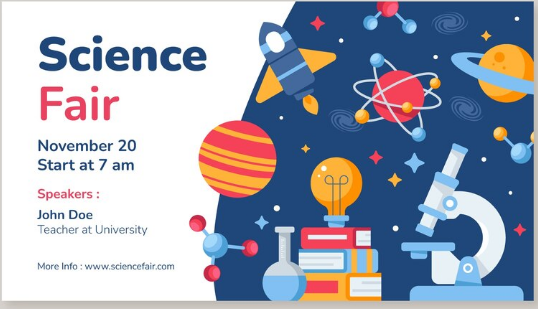 Science
Fair
November 20
Start at 7 am
Speakers :
John Doe
Teacher at University
More Info : www.sciencefair.com